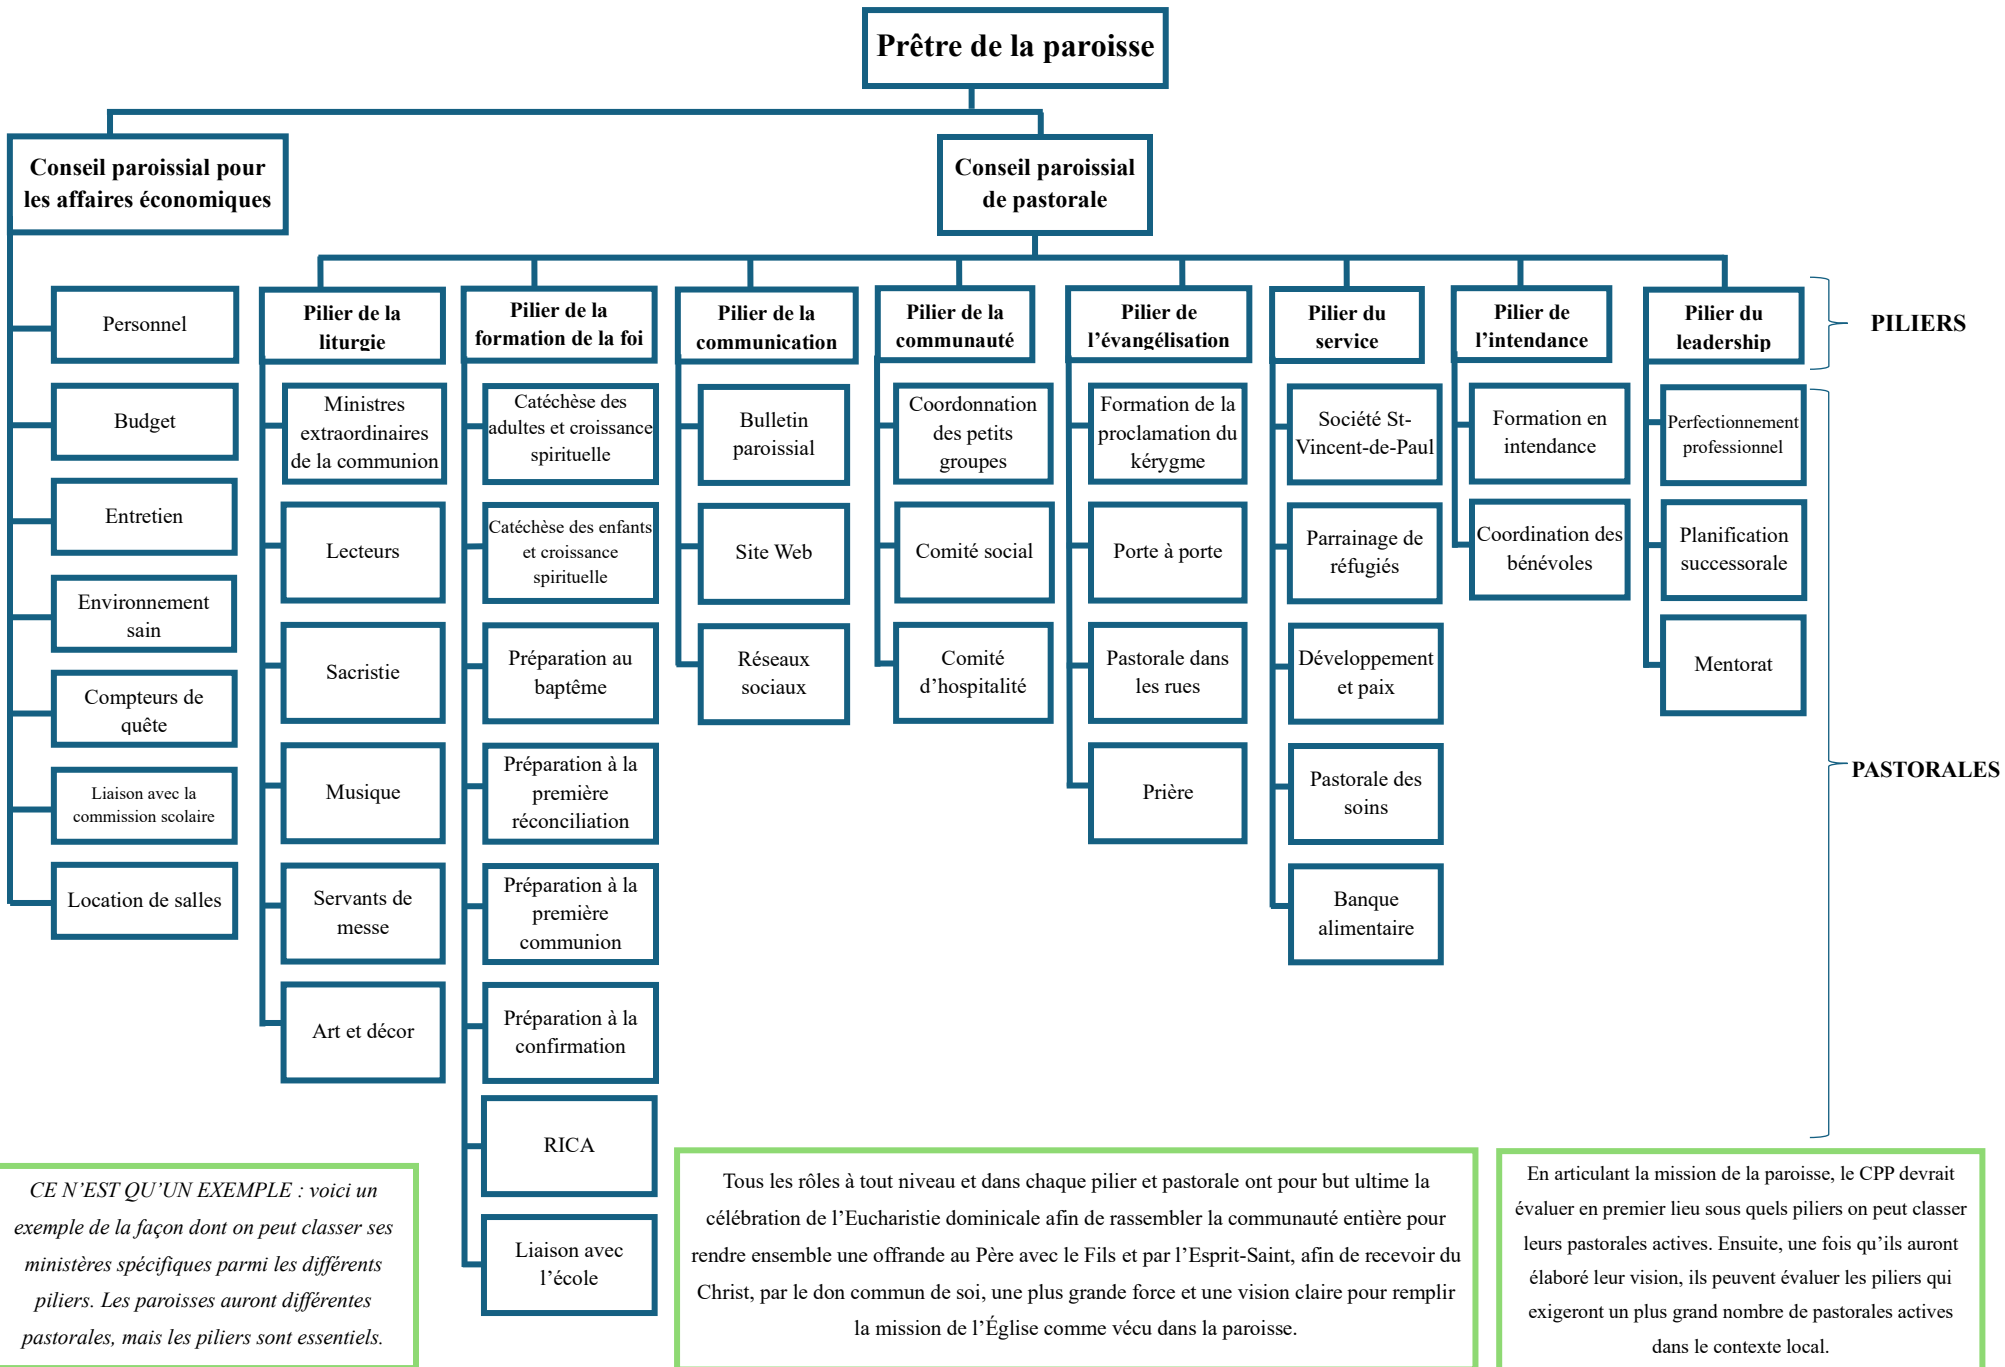 Prêtre de la paroisse
Conseil paroissial pour
les affaires économiques
Conseil paroissial
de pastorale
Personnel
Budget
Entretien
Environnement
sain
Compteurs de
quête
Liaison avec la
commission scolaire
Location de salles
Pilier de la
liturgie
Ministres
extraordinaires
de la communion
Lecteurs
Sacristie
Musique
Servants de
messe
Art et décor
Pilier de la
formation de la foi
Catéchèse des
adultes et croissance
spirituelle
Catéchèse des enfants
et croissance
spirituelle
Préparation au
baptême
Préparation à la
première
réconciliation
Préparation à la
première
communion
Préparation à la
confirmation
RICA
Liaison avec
l’école
Pilier de la
communication
Bulletin
paroissial
Site Web
Réseaux
sociaux
Pilier de la
communauté
Coordonnation
des petits
groupes
Comité social
Comité
d’hospitalité
Pilier de
l’évangélisation
Formation de la
proclamation du
kérygme
Porte à porte
Pastorale dans
les rues
Prière
Pilier du
service
Société St-
Vincent-de-Paul
Parrainage de
réfugiés
Développement
et paix
Pastorale des
soins
Banque
alimentaire
Pilier de
l’intendance
Formation en
intendance
Coordination des
bénévoles
Pilier du
leadership
Perfectionnement
professionnel
Planification
successorale
Mentorat
PILIERS
PASTORALES
CE N’EST QU’UN EXEMPLE : voici un
exemple de la façon dont on peut classer ses
ministères spécifiques parmi les différents
piliers. Les paroisses auront différentes
pastorales, mais les piliers sont essentiels.
Tous les rôles à tout niveau et dans chaque pilier et pastorale ont pour but ultime la
célébration de l’Eucharistie dominicale afin de rassembler la communauté entière pour
rendre ensemble une offrande au Père avec le Fils et par l’Esprit-Saint, afin de recevoir du
Christ, par le don commun de soi, une plus grande force et une vision claire pour remplir
la mission de l’Église comme vécu dans la paroisse.
En articulant la mission de la paroisse, le CPP devrait
évaluer en premier lieu sous quels piliers on peut classer
leurs pastorales actives. Ensuite, une fois qu’ils auront
élaboré leur vision, ils peuvent évaluer les piliers qui
exigeront un plus grand nombre de pastorales actives
dans le contexte local.